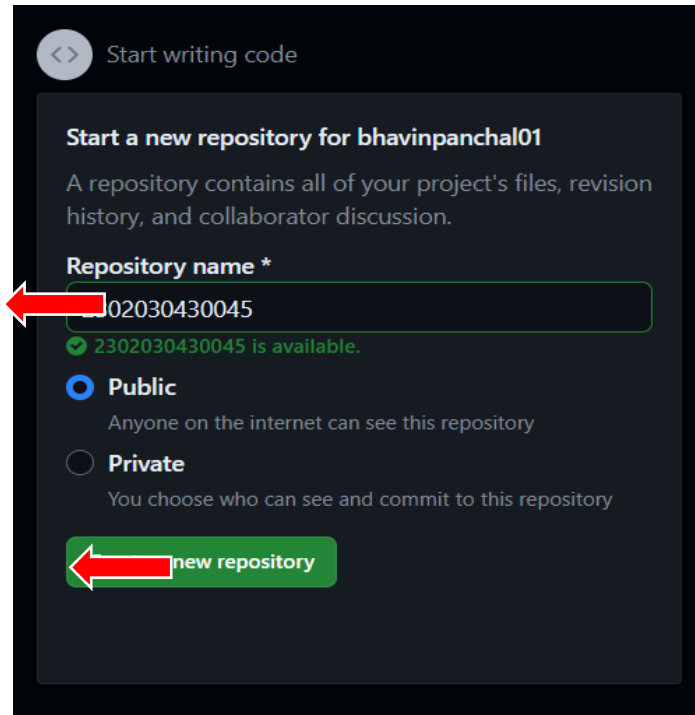 <> Start writing code
Start a new repository for bhavinpanchal01
A repository contains all of your project's files, revision
history, and collaborator discussion.
Repository name *
2302030430045
2302030430045 is available.
Public
Anyone on the internet can see this repository
Private
You choose who can see and commit to this repository
new repository